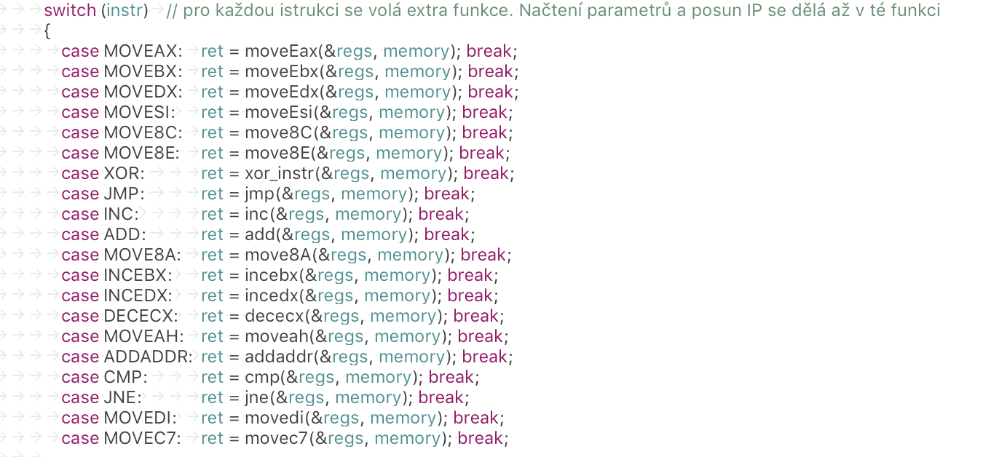 switch (instr) // pro každou istrukci se volá extra funkce. Načtení parametrů a posun IP se dělá až v té funkci
{
case MOVEAX: ret = moveEax(&regs, memory); break;
case MOVEBX: ret = moveEbx(&regs, memory); break;
case MOVEDX: ret = moveEdx(&regs, memory); break;
case MOVESI: ret = moveEsi(&regs, memory); break;
case MOVE8C: ret = move8C(&regs, memory); break;
case MOVE8E: ret = move8E(&regs, memory); break;
case XOR: ret = xor_instr(&regs, memory); break;
case JMP: ret = jmp(&regs, memory); break;
case INC: ret = inc(&regs, memory); break;
case ADD: ret = add(&regs, memory); break;
case MOVE8A: ret = move8A(&regs, memory); break;
case INCEBX: ret = incebx(&regs, memory); break;
case INCEDX: ret = incedx(&regs, memory); break;
case DECECX: ret = dececx(&regs, memory); break;
case MOVEAH: ret = moveah(&regs, memory); break;
case ADDADDR: ret = addaddr(&regs, memory); break;
case CMP: ret = cmp(&regs, memory); break;
case JNE: ret = jne(&regs, memory); break;
case MOVEDI: ret = movedi(&regs, memory); break;
case MOVEC7: ret = movec7(&regs, memory); break;